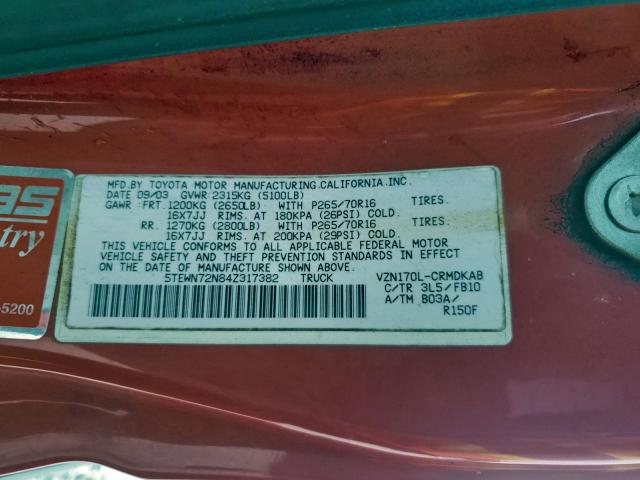 MFD.BY TOYOTA MOTOR MANUFACTURING.CALIFORNIA.INC.
DATE 09/03 GVWR 2315KG (5100LB)
GAWR: FRT. 1200KG (2650LB) WITH P265/70R16 TIRES.
16X7JJ RIMS. AT 180KPA (26PSI) COLD.
RR. 1270KG (2800LB) WITH P265/70R16 TIRES.
16X7JJ RIMS. AT 200KPA (29PSI) COLD.
THIS VEHICLE CONFORMS TO ALL APPLICABLE FEDERAL MOTOR
VEHICLE SAFETY AND THEFT PREVENTION STANDARDS IN EFFECT
ON THE DATE OF MANUFACTURE SHOWN ABOVE.
5TEWN72N84Z317382 TRUCK
VZN170L-CRMDKAB
C/TR 3L5/FB10
A/TM B03A/
R150F
-5200